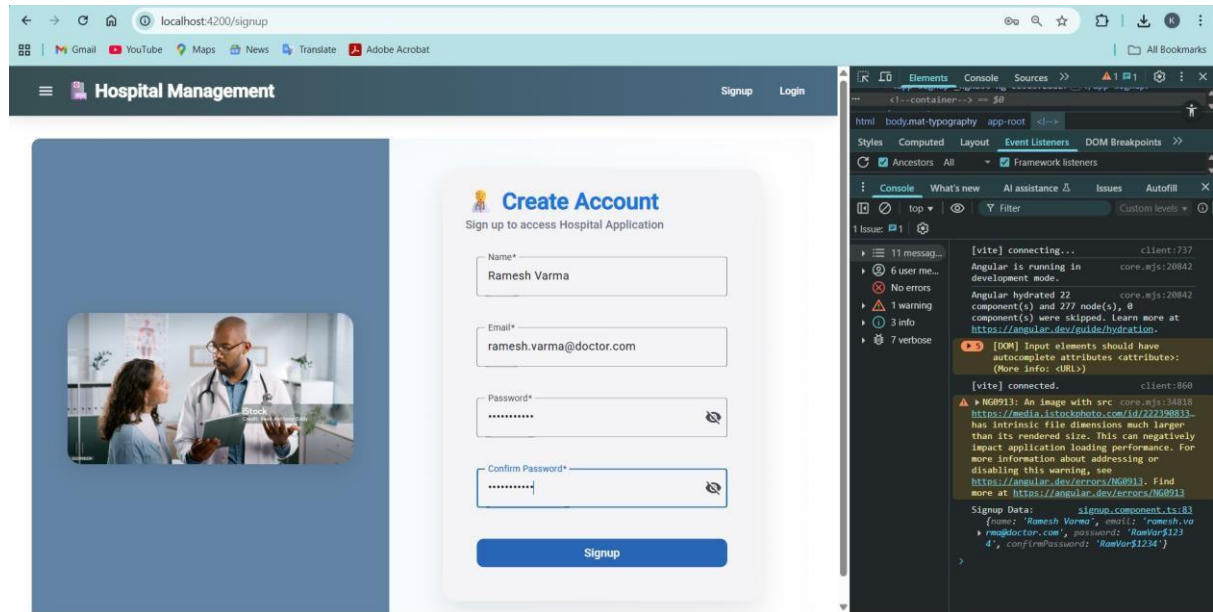 localhost:4200/signup
K
Gmail YouTube Maps News Translate Adobe Acrobat All Bookmarks
Hospital Management Signup Login
Create Account
Sign up to access Hospital Application
Name*
Ramesh Varma
Email*
ramesh.varma@doctor.com
Password*
•••••••••••
Confirm Password*
•••••••••••
Signup
iStock
Elements Console Sources 1 1
<!--container--> == $0
html body.mat-typography app-root <!-->
Styles Computed Layout Event Listeners DOM Breakpoints
Ancestors All Framework listeners
Console What's new AI assistance Issues Autofill
top Filter Custom levels
1 Issue: 1
11 messag...
6 user me...
No errors
1 warning
3 info
7 verbose
[vite] connecting... client:737
Angular is running in core.mjs:20842
development mode.
Angular hydrated 22 core.mjs:20842
component(s) and 277 node(s), 0
component(s) were skipped. Learn more at
https://angular.dev/guide/hydration.
5 [DOM] Input elements should have
autocomplete attributes <attribute>:
(More info: <URL>)
[vite] connected. client:860
NG0913: An image with src core.mjs:34818
https://media.istockphoto.com/id/222390833…
has intrinsic file dimensions much larger
than its rendered size. This can negatively
impact application loading performance. For
more information about addressing or
disabling this warning, see
https://angular.dev/errors/NG0913. Find
more at https://angular.dev/errors/NG0913
Signup Data: signup.component.ts:83
{name: 'Ramesh Varma', email: 'ramesh.va
rma@doctor.com', password: 'RamVar$123
4', confirmPassword: 'RamVar$1234'}